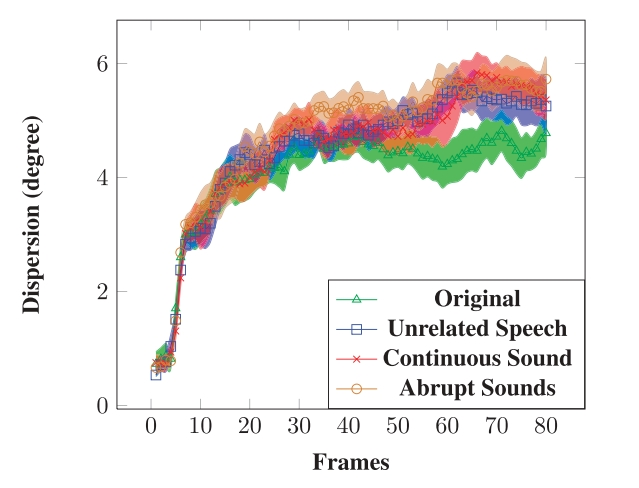 6
4
2
0
Dispersion (degree)
Original
Unrelated Speech
Continuous Sound
Abrupt Sounds
0 10 20 30 40 50 60 70 80
Frames